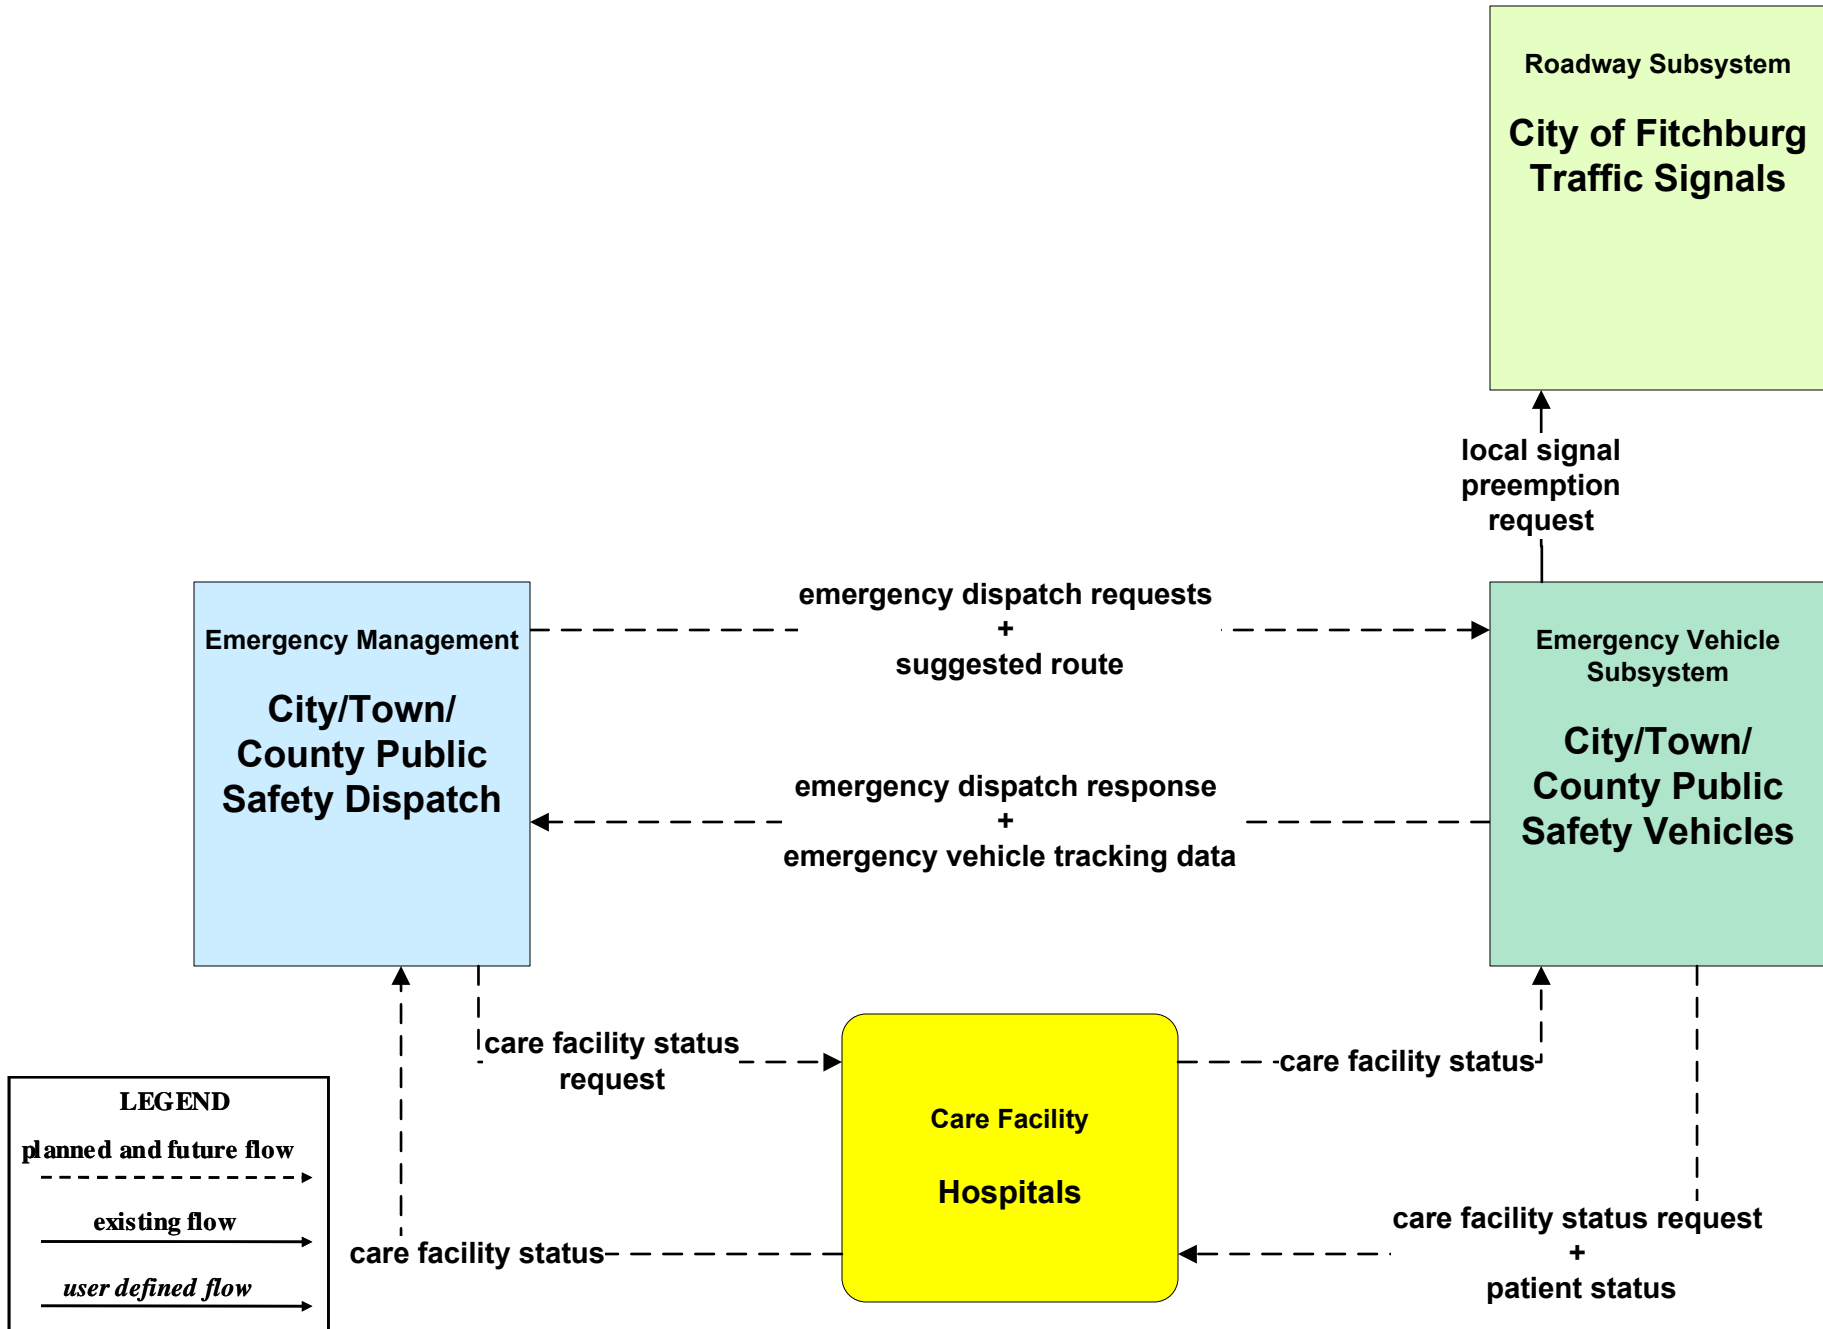 Roadway Subsystem
City of Fitchburg
Traffic Signals
local signal
preemption
request
emergency dispatch requests
+
suggested route
Emergency Management
City/Town/
County Public
Safety Dispatch
Emergency Vehicle
Subsystem
City/Town/
County Public
Safety Vehicles
emergency dispatch response
+
emergency vehicle tracking data
care facility status
request
care facility status
Care Facility
Hospitals
care facility status
care facility status request
+
patient status
LEGEND
planned and future flow
existing flow
user defined flow